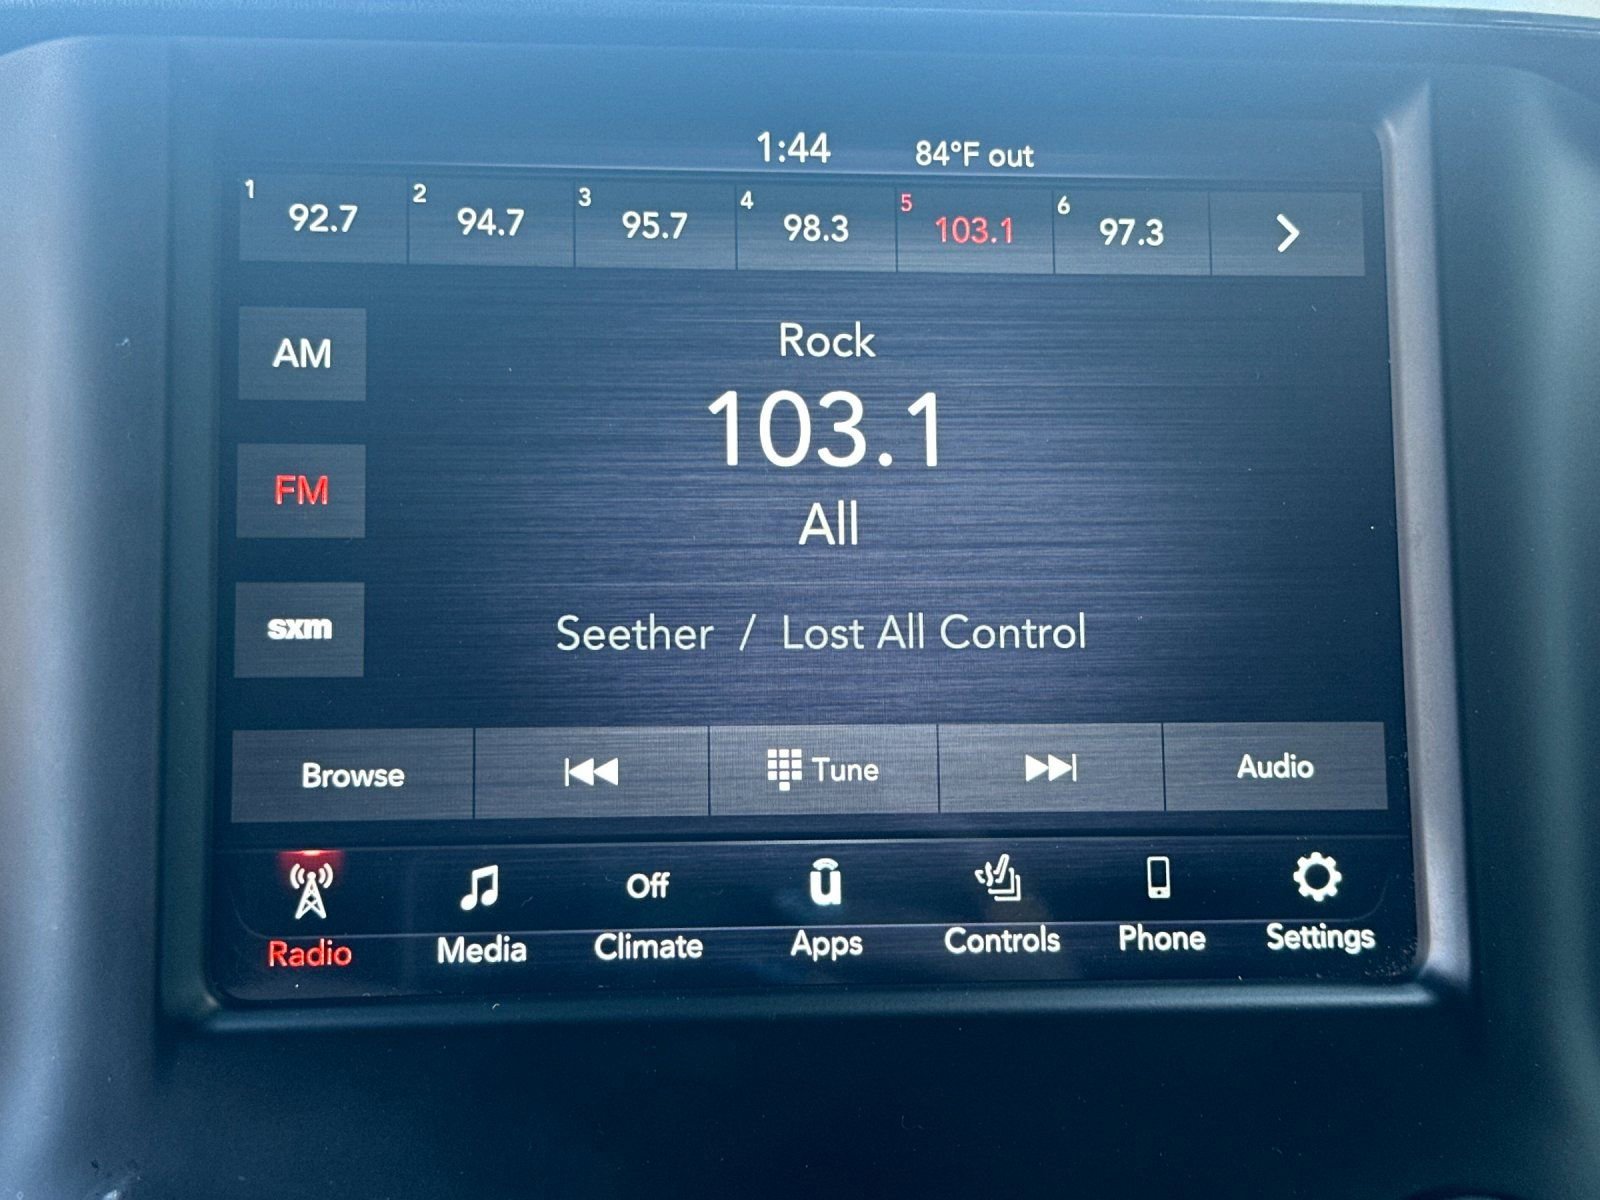 1:44 84°F out
1 92.7 2 94.7 3 95.7 4 98.3 5 103.1 6 97.3
AM
Rock
103.1
FM
All
sxm
Seether / Lost All Control
Browse Tune Audio
Off u
Radio Media Climate Apps Controls Phone Settings